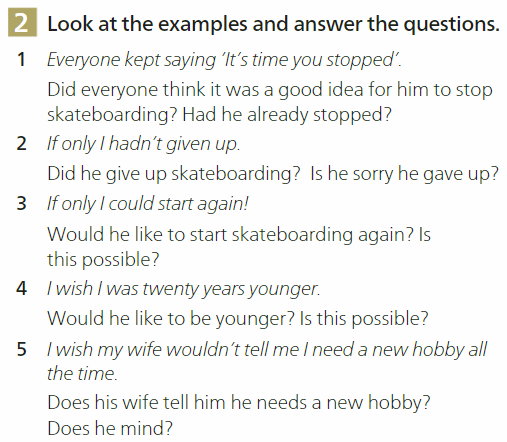 2 Look at the examples and answer the questions.
1 Everyone kept saying ‘It’s time you stopped’.
Did everyone think it was a good idea for him to stop
skateboarding? Had he already stopped?
2 If only I hadn’t given up.
Did he give up skateboarding? Is he sorry he gave up?
3 If only I could start again!
Would he like to start skateboarding again? Is
this possible?
4 I wish I was twenty years younger.
Would he like to be younger? Is this possible?
5 I wish my wife wouldn’t tell me I need a new hobby all
the time.
Does his wife tell him he needs a new hobby?
Does he mind?